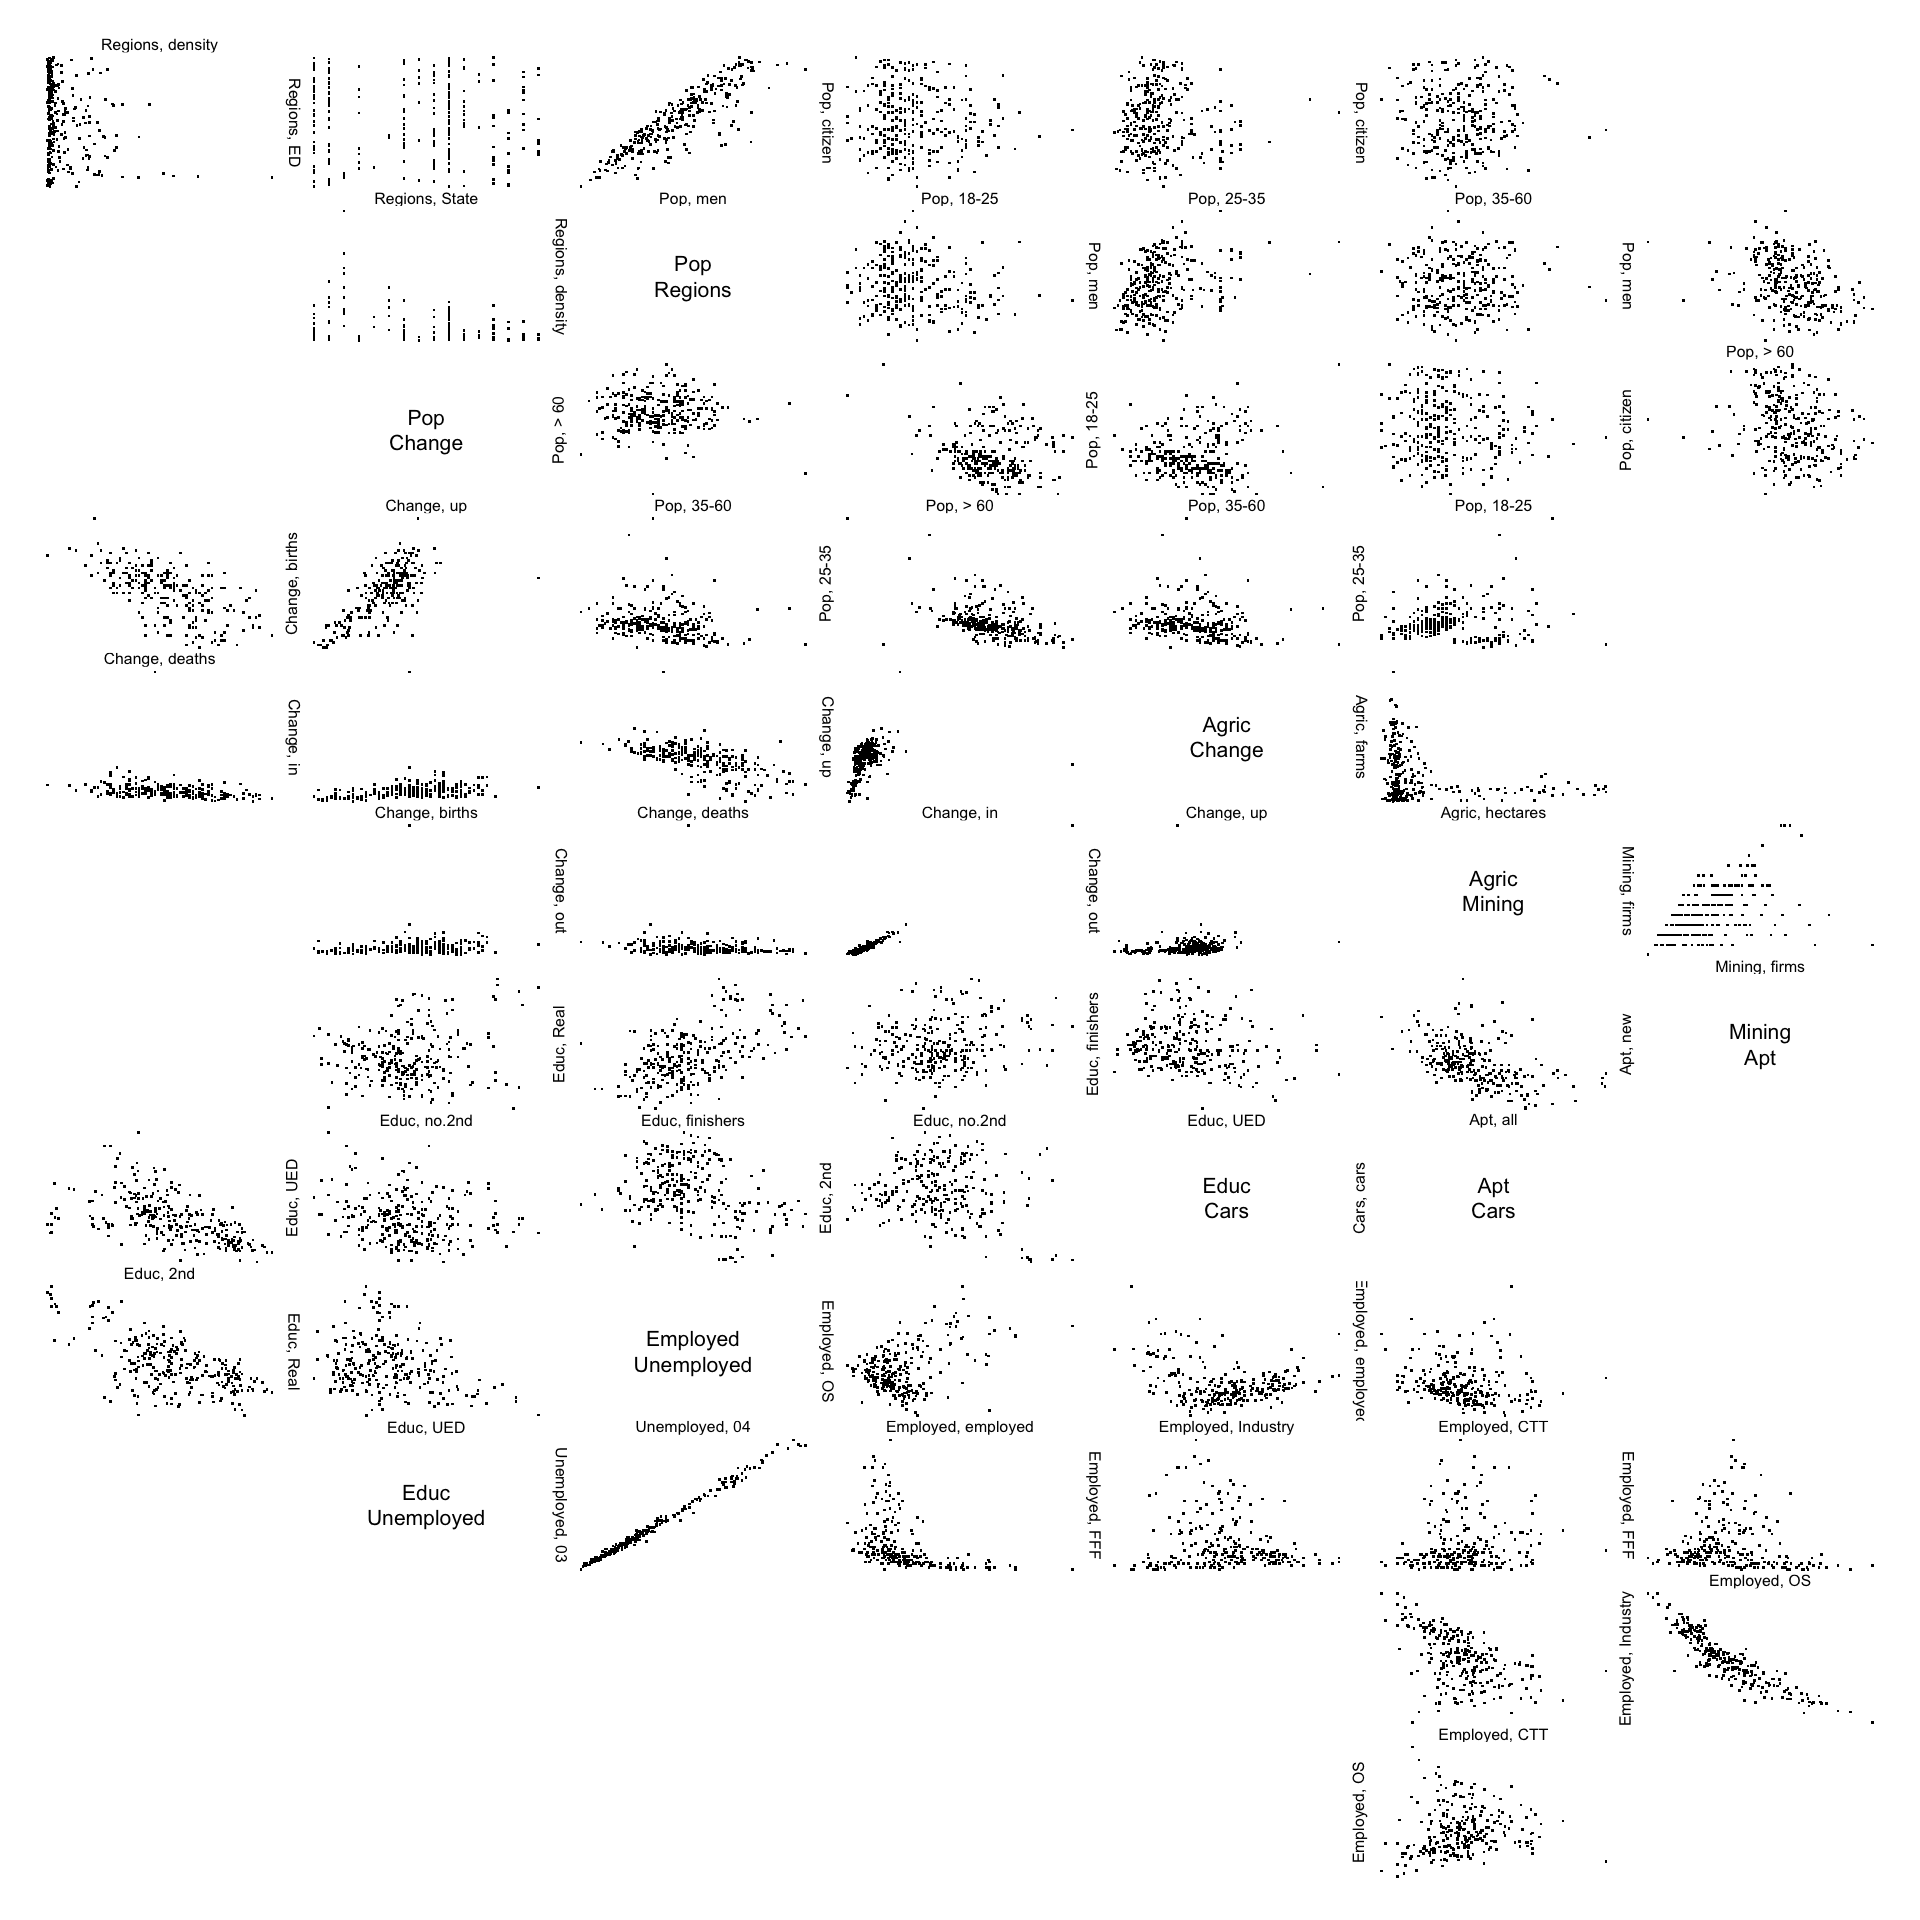 Regions, density
Regions, ED
Pop, citizen
Pop, citizen
Regions, State
Pop, men
Pop, 18-25
Pop, 25-35
Pop, 35-60
Regions, density
Pop
Regions
Pop, men
Pop, men
Pop, > 60
Pop
Change
Pop, > 60
Pop, 18-25
Pop, citizen
Change, up
Pop, 35-60
Pop, > 60
Pop, 35-60
Pop, 18-25
Change, births
Pop, 25-35
Pop, 25-35
Change, deaths
Change, in
Change, up
Agric
Change
Agric, farms
Change, births
Change, deaths
Change, in
Change, up
Agric, hectares
Change, out
Change, out
Agric
Mining
Mining, firms
Mining, firms
Educ, Real
Educ, finishers
Apt, new
Mining
Apt
Educ, no.2nd
Educ, finishers
Educ, no.2nd
Educ, UED
Apt, all
Educ, UED
Educ, 2nd
Educ
Cars
Cars, cars
Apt
Cars
Educ, 2nd
Educ, Real
Employed
Unemployed
Employed, OS
Employed, employed
Educ, UED
Unemployed, 04
Employed, employed
Employed, Industry
Employed, CTT
Educ
Unemployed
Unemployed, 03
Employed, FFF
Employed, FFF
Employed, OS
Employed, Industry
Employed, CTT
Employed, OS